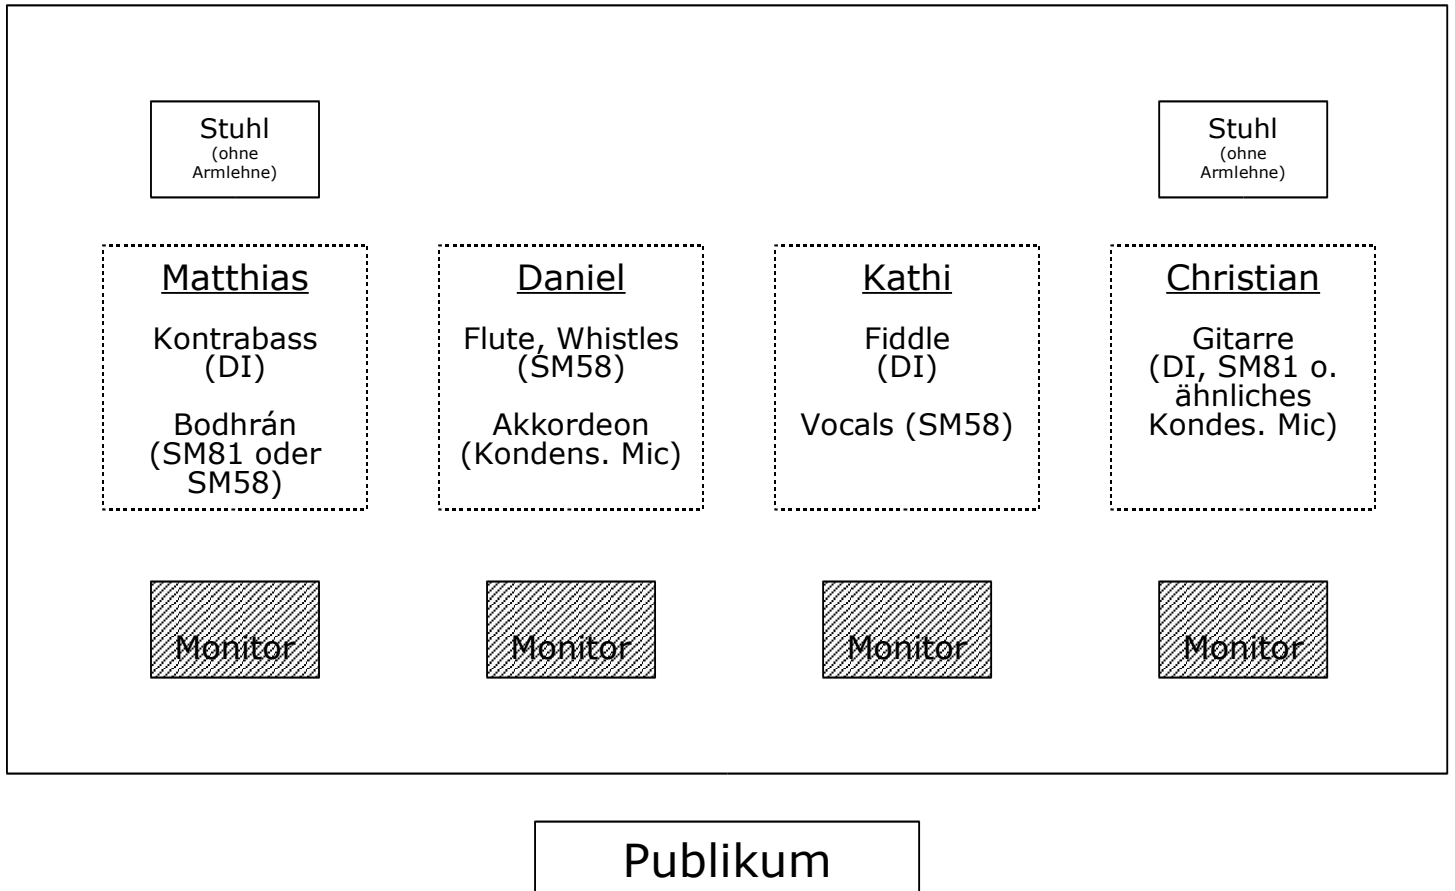 Stuhl
(ohne
Armlehne)
Stuhl
(ohne
Armlehne)
Matthias
Kontrabass
(DI)
Bodhrán
(SM81 oder
SM58)
Daniel
Flute, Whistles
(SM58)
Akkordeon
(Kondens. Mic)
Kathi
Fiddle
(DI)
Vocals (SM58)
Christian
Gitarre
(DI, SM81 o.
ähnliches
Kondes. Mic)
Monitor
Monitor
Monitor
Monitor
Publikum